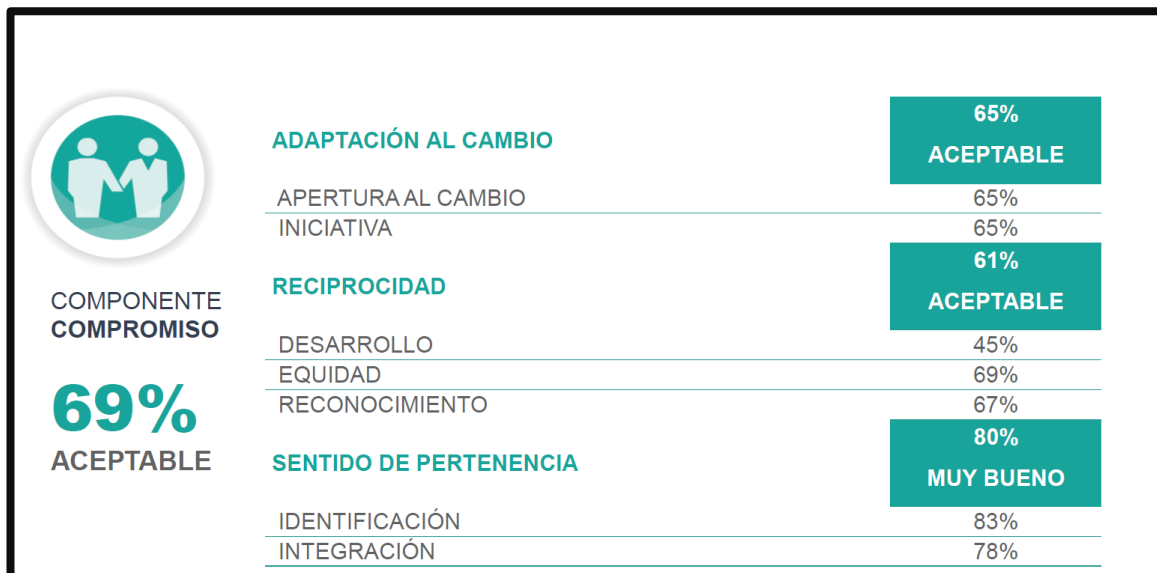 COMPONENTE
COMPROMISO
69%
ACEPTABLE
ADAPTACIÓN AL CAMBIO
65%
ACEPTABLE
APERTURA AL CAMBIO 65%
INICIATIVA 65%
RECIPROCIDAD
61%
ACEPTABLE
DESARROLLO 45%
EQUIDAD 69%
RECONOCIMIENTO 67%
SENTIDO DE PERTENENCIA
80%
MUY BUENO
IDENTIFICACIÓN 83%
INTEGRACIÓN 78%